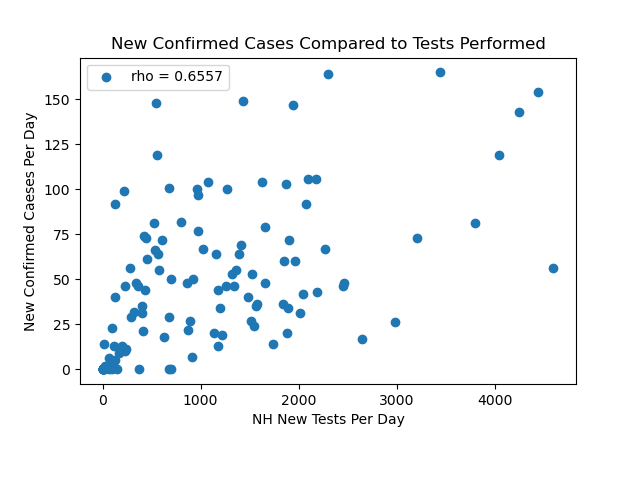 New Confirmed Cases Compared to Tests Performed
rho = 0.6557
New Confirmed Caeses Per Day
150
125
100
75
50
25
0
0 1000 2000 3000 4000
NH New Tests Per Day